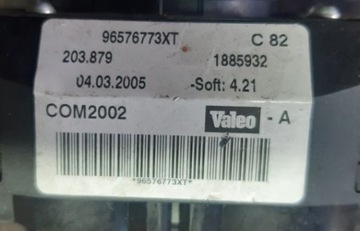 96576773XT C 82
203.879 1885932
04.03.2005 -Soft: 4.21
COM2002 Valeo - A
*96576773XT*